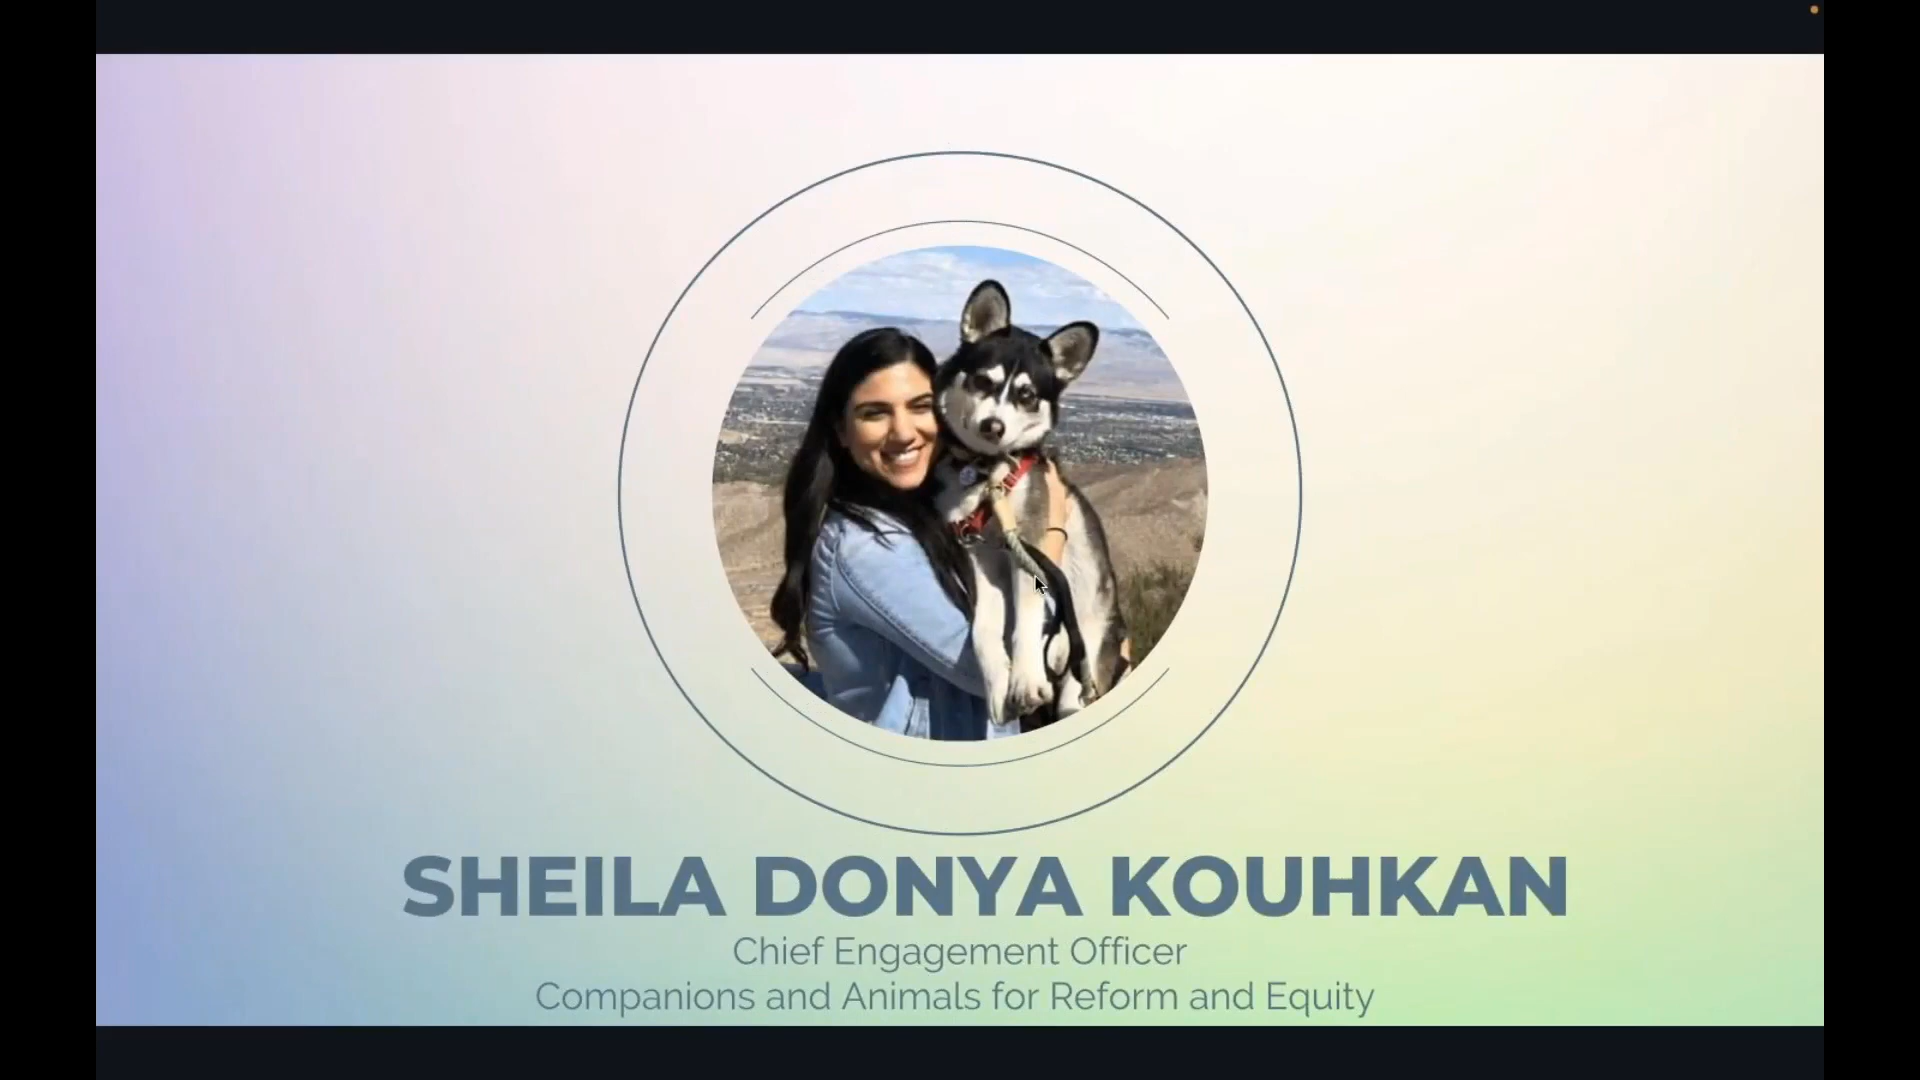 SHEILA DONYA KOUHKAN
Chief Engagement Officer
Companions and Animals for Reform and Equity